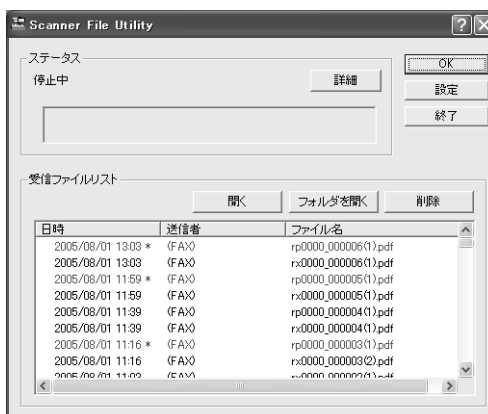 Scanner File Utility
ステータス
停止中
詳細
OK
設定
終了
受信ファイルリスト
開く
フォルダを開く
削除
日時 送信者 ファイル名
2005/08/01 13:03 * (FAX) rp0000_000006(1).pdf
2005/08/01 13:03 (FAX) rx0000_000006(1).pdf
2005/08/01 11:59 * (FAX) rp0000_000005(1).pdf
2005/08/01 11:59 (FAX) rx0000_000005(1).pdf
2005/08/01 11:39 (FAX) rp0000_000004(1).pdf
2005/08/01 11:39 (FAX) rx0000_000004(1).pdf
2005/08/01 11:16 * (FAX) rp0000_000003(1).pdf
2005/08/01 11:16 (FAX) rx0000_000003(2).pdf
2005/08/01 11:02 (FAX)